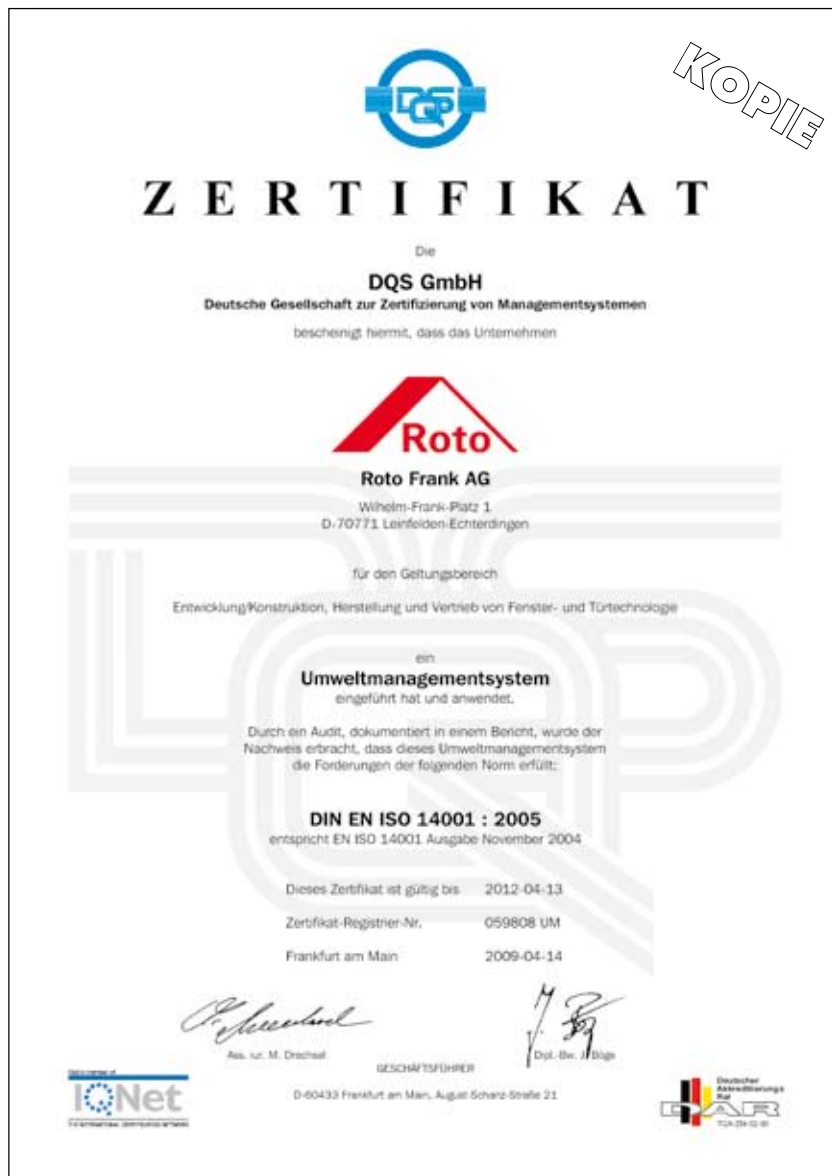 DQS
KOPIE
ZERTIFIKAT
Die
DQS GmbH
Deutsche Gesellschaft zur Zertifizierung von Managementsystemen
bescheinigt hiermit, dass das Unternehmen
Roto
Roto Frank AG
Wilhelm-Frank-Platz 1
D-70771 Leinfelden-Echterdingen
für den Geltungsbereich
Entwicklung/Konstruktion, Herstellung und Vertrieb von Fenster- und Türtechnologie
ein
Umweltmanagementsystem
eingeführt hat und anwendet.
Durch ein Audit, dokumentiert in einem Bericht, wurde der
Nachweis erbracht, dass dieses Umweltmanagementsystem
die Forderungen der folgenden Norm erfüllt:
DIN EN ISO 14001 : 2005
entspricht EN ISO 14001 Ausgabe November 2004
Dieses Zertifikat ist gültig bis 2012-04-13
Zertifikat-Registrier-Nr. 059808 UM
Frankfurt am Main 2009-04-14
Ass. iur. M. Drechsel
Dipl.-Bw. J. Böge
GESCHÄFTSFÜHRER
D-60433 Frankfurt am Main, August-Schanz-Straße 21
IQNet
THE INTERNATIONAL CERTIFICATION NETWORK
Deutscher
Akkreditierungs
Rat
DAR